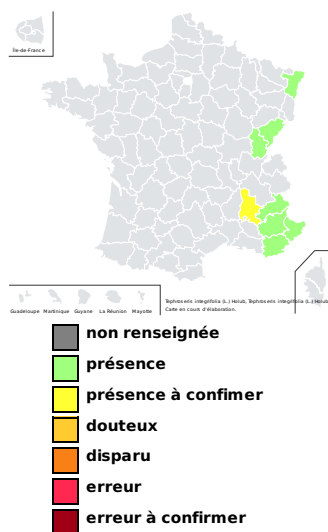 Île-de-France
Guadeloupe Martinique Guyane La Réunion Mayotte
Tephroseris integrifolia (L.) Holub, Tephroseris integrifolia (L.) Holub
Carte en cours d'élaboration.
non renseignée
présence
présence à confimer
douteux
disparu
erreur
erreur à confirmer